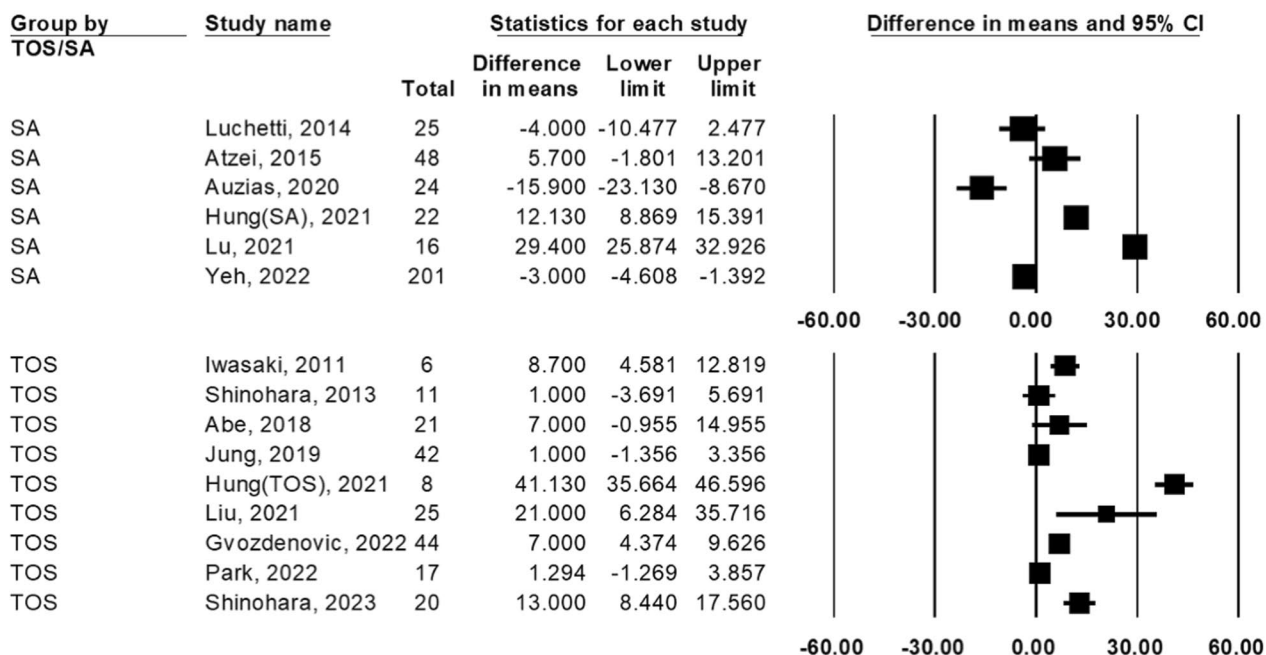 Group by Study name Statistics for each study Difference in means and 95% CI
TOS/SA
Difference Lower Upper
Total in means limit limit
SA Luchetti, 2014 25 -4.000 -10.477 2.477
SA Atzei, 2015 48 5.700 -1.801 13.201
SA Auzias, 2020 24 -15.900 -23.130 -8.670
SA Hung(SA), 2021 22 12.130 8.869 15.391
SA Lu, 2021 16 29.400 25.874 32.926
SA Yeh, 2022 201 -3.000 -4.608 -1.392
-60.00 -30.00 0.00 30.00 60.00
TOS Iwasaki, 2011 6 8.700 4.581 12.819
TOS Shinohara, 2013 11 1.000 -3.691 5.691
TOS Abe, 2018 21 7.000 -0.955 14.955
TOS Jung, 2019 42 1.000 -1.356 3.356
TOS Hung(TOS), 2021 8 41.130 35.664 46.596
TOS Liu, 2021 25 21.000 6.284 35.716
TOS Gvozdenovic, 2022 44 7.000 4.374 9.626
TOS Park, 2022 17 1.294 -1.269 3.857
TOS Shinohara, 2023 20 13.000 8.440 17.560
-60.00 -30.00 0.00 30.00 60.00